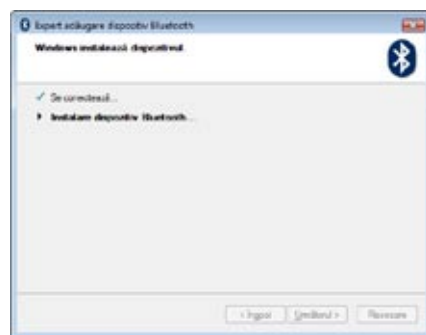 Expert adăugare dispozitiv Bluetooth
Windows instalează dispozitivul.
Se conectează...
Instalare dispozitiv Bluetooth...
< Înapoi Următorul > Revocare